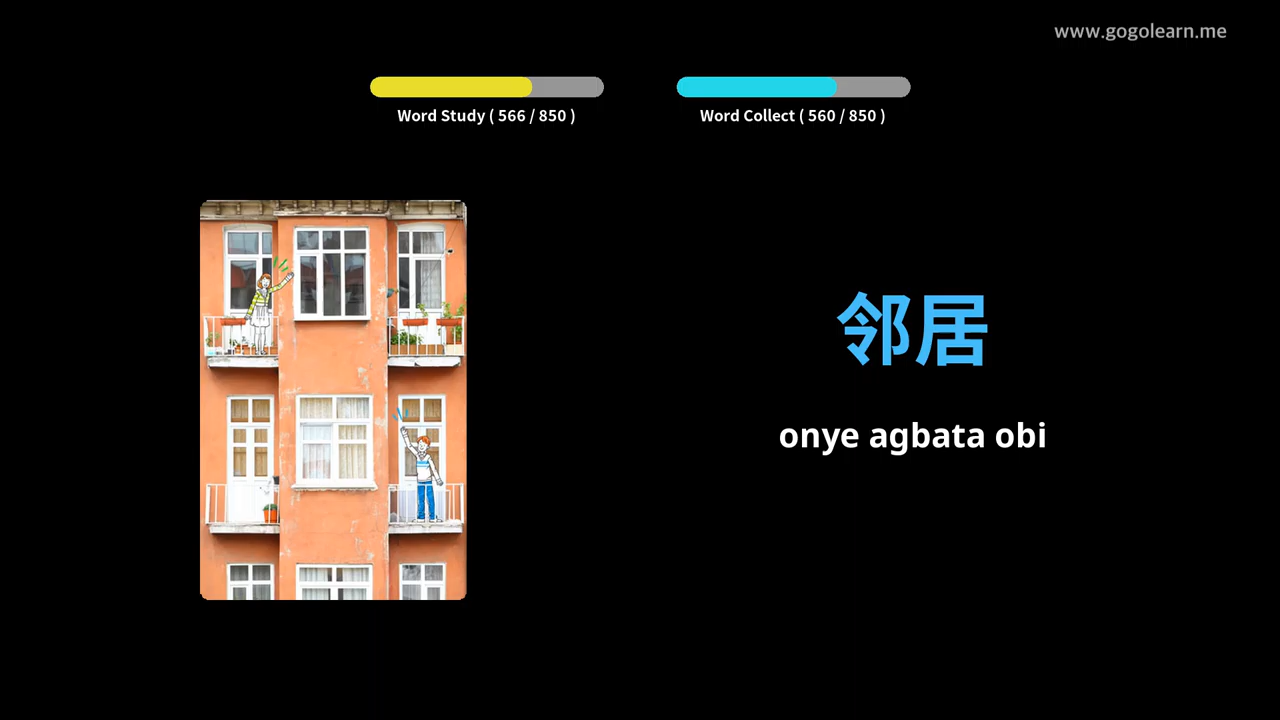 www.gogolearn.me
Word Study ( 566 / 850 )
Word Collect ( 560 / 850 )
邻居
onye agbata obi